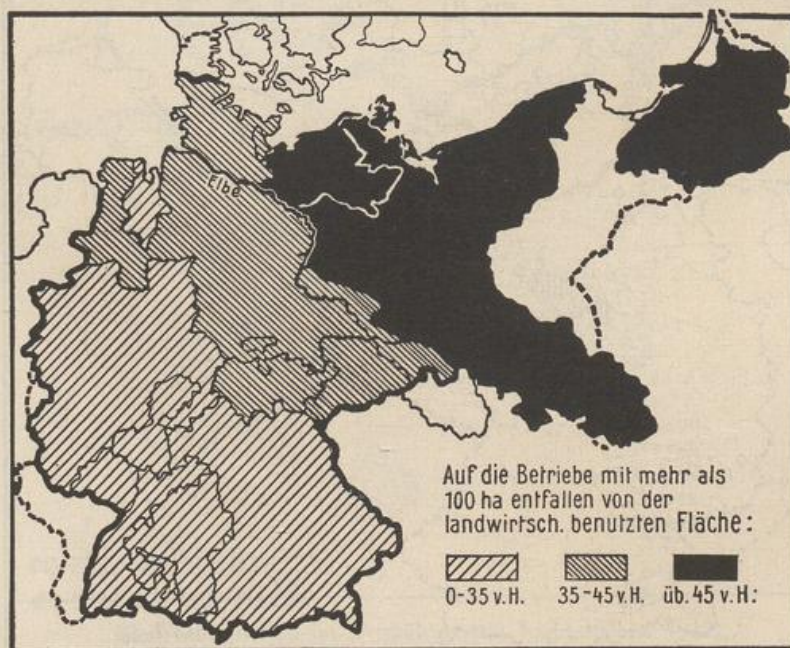 Elbe
Auf die Betriebe mit mehr als
100 ha entfallen von der
landwirtsch. benutzten Fläche:
0-35 v.H. 35-45 v.H. üb. 45 v.H: